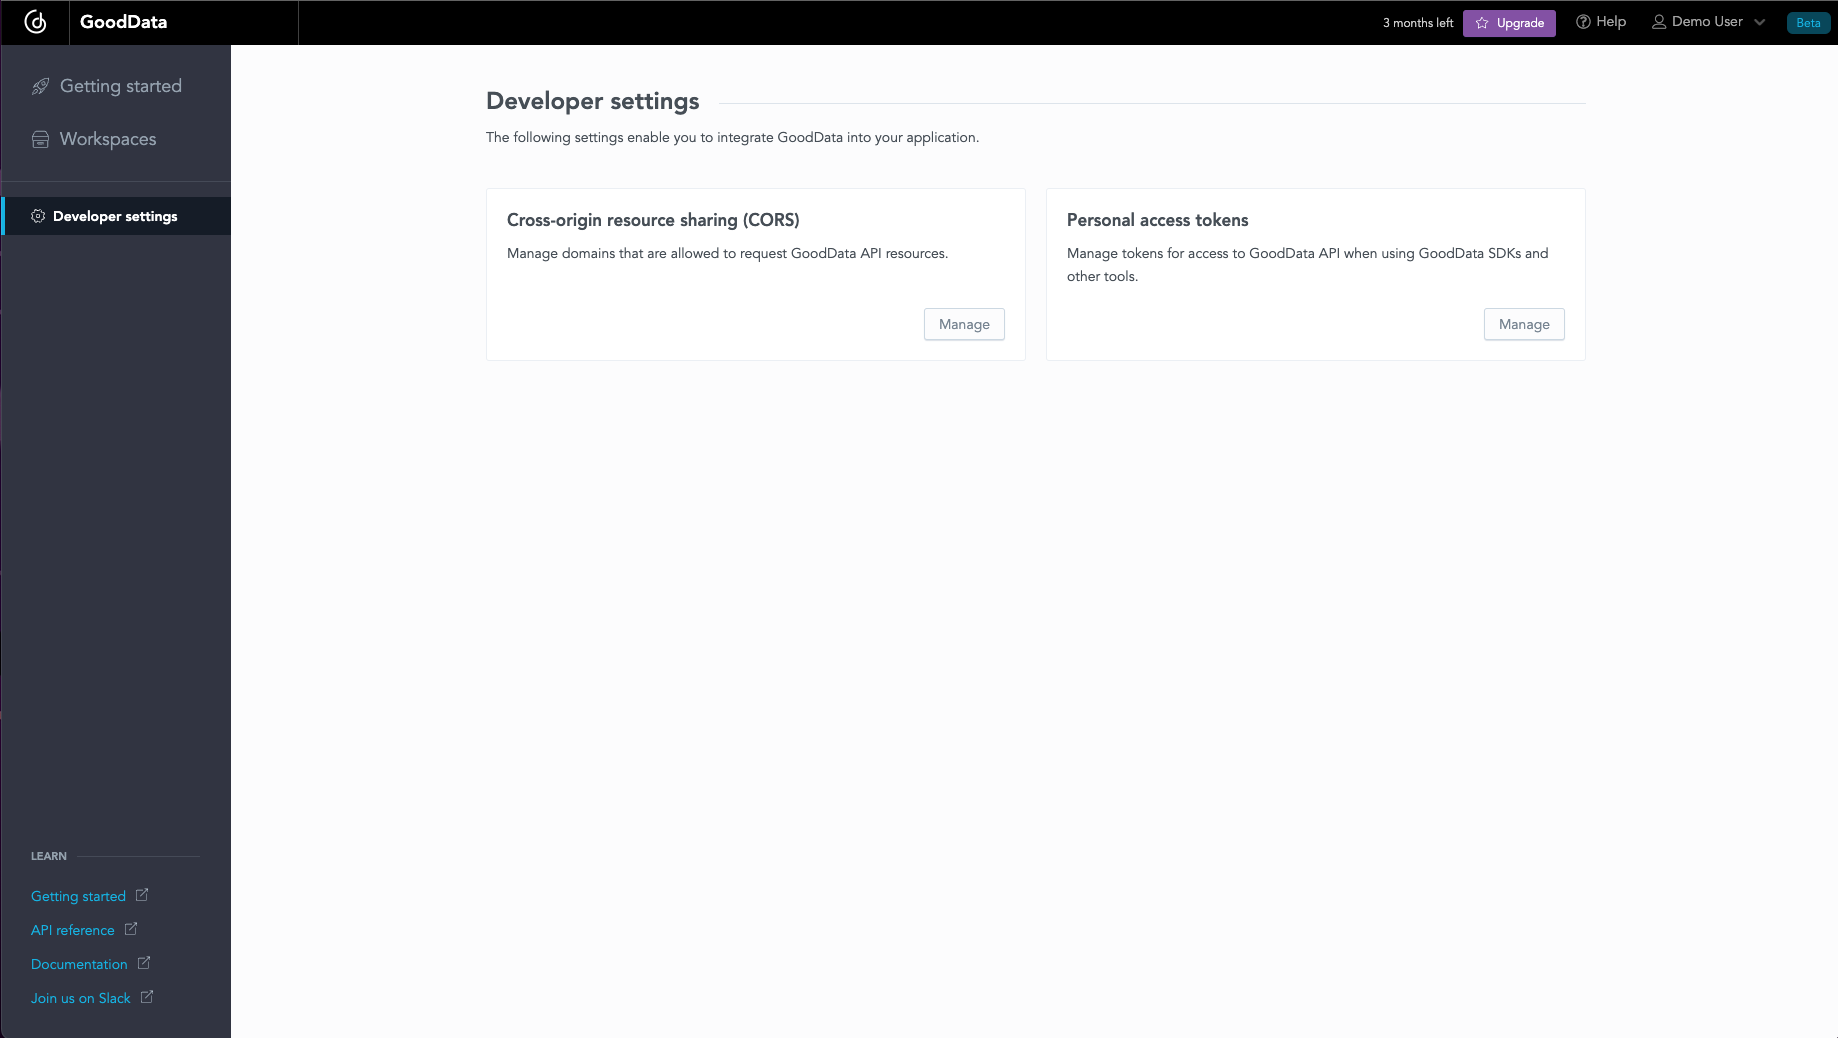 GoodData
3 months left
Upgrade
Help
Demo User
Beta
Getting started
Workspaces
Developer settings
Developer settings
The following settings enable you to integrate GoodData into your application.
Cross-origin resource sharing (CORS)
Manage domains that are allowed to request GoodData API resources.
Manage
Personal access tokens
Manage tokens for access to GoodData API when using GoodData SDKs and
other tools.
Manage
LEARN
Getting started
API reference
Documentation
Join us on Slack